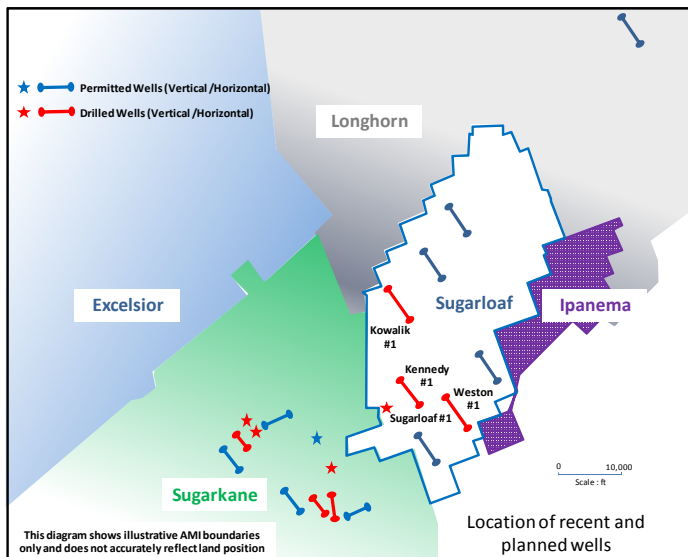 Permitted Wells (Vertical /Horizontal)
Drilled Wells (Vertical /Horizontal)
Longhorn
Excelsior
Sugarloaf
Ipanema
Kowalik
#1
Kennedy
#1
Weston
#1
Sugarloaf #1
Sugarkane
0 10,000
Scale : ft
This diagram shows illustrative AMI boundaries
only and does not accurately reflect land position
Location of recent and
planned wells